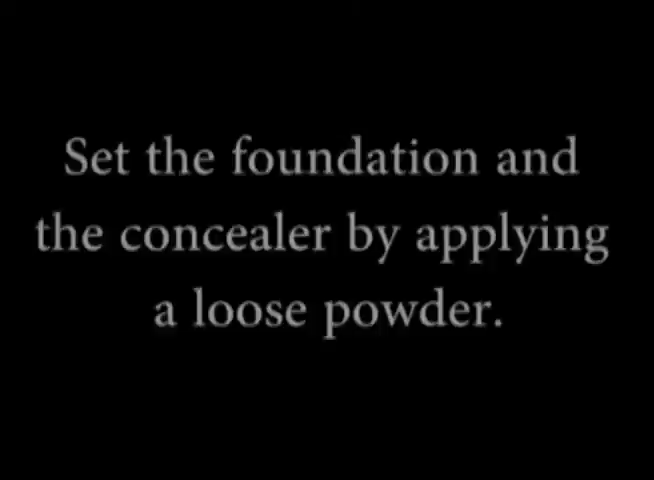 Set the foundation and
the concealer by applying
a loose powder.